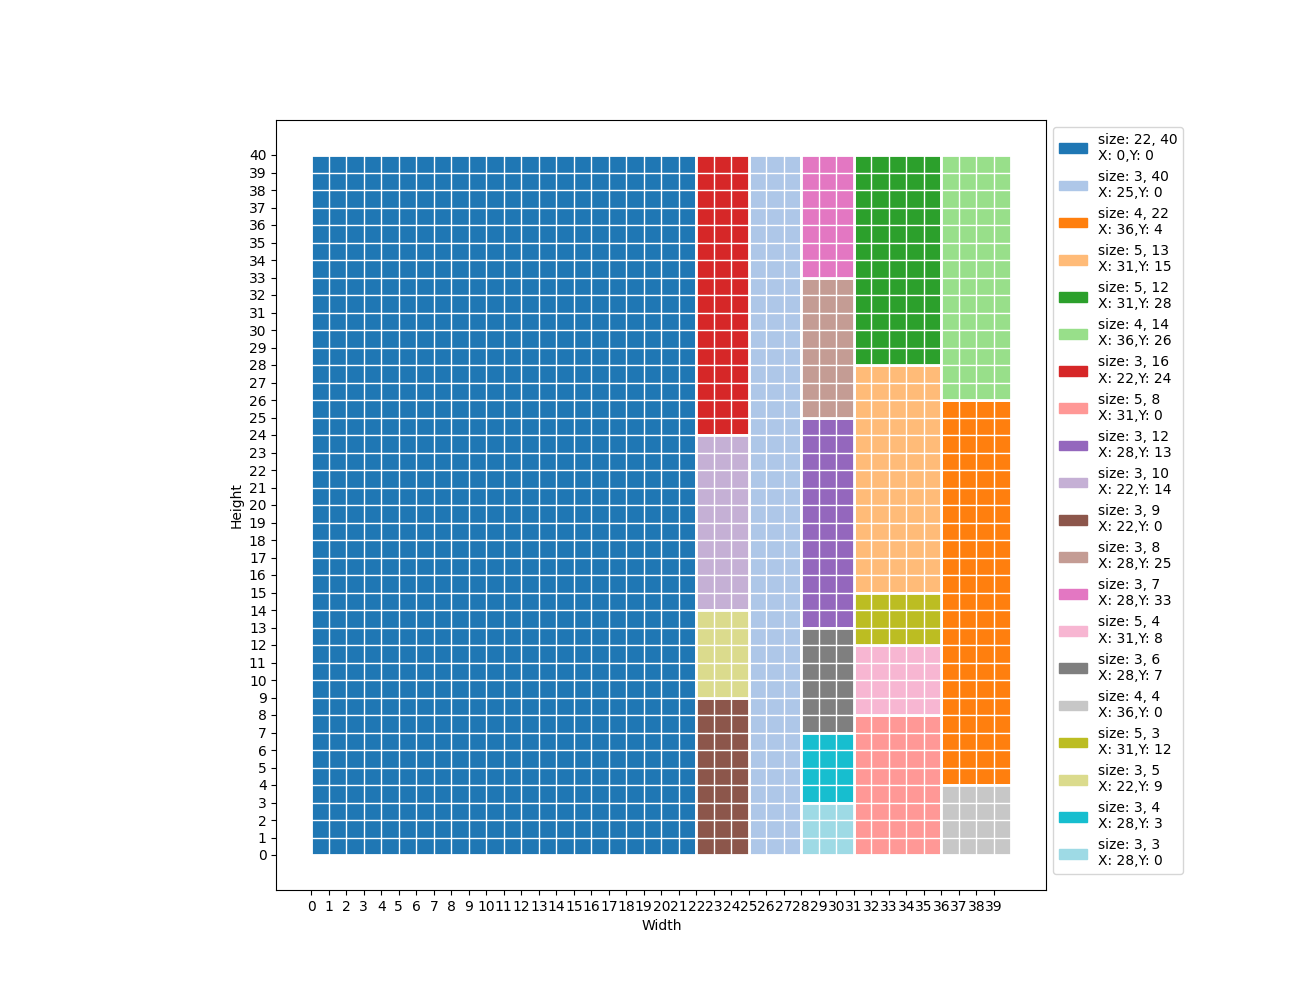 40
39
38
37
36
35
34
33
32
31
30
29
28
27
26
25
24
23
22
21
20
19
18
17
16
15
14
13
12
11
10
9
8
7
6
5
4
3
2
1
0
Height
0 1 2 3 4 5 6 7 8 9 10 11 12 13 14 15 16 17 18 19 20 21 22 23 24 25 26 27 28 29 30 31 32 33 34 35 36 37 38 39
Width
size: 22, 40
X: 0,Y: 0
size: 3, 40
X: 25,Y: 0
size: 4, 22
X: 36,Y: 4
size: 5, 13
X: 31,Y: 15
size: 5, 12
X: 31,Y: 28
size: 4, 14
X: 36,Y: 26
size: 3, 16
X: 22,Y: 24
size: 5, 8
X: 31,Y: 0
size: 3, 12
X: 28,Y: 13
size: 3, 10
X: 22,Y: 14
size: 3, 9
X: 22,Y: 0
size: 3, 8
X: 28,Y: 25
size: 3, 7
X: 28,Y: 33
size: 5, 4
X: 31,Y: 8
size: 3, 6
X: 28,Y: 7
size: 4, 4
X: 36,Y: 0
size: 5, 3
X: 31,Y: 12
size: 3, 5
X: 22,Y: 9
size: 3, 4
X: 28,Y: 3
size: 3, 3
X: 28,Y: 0